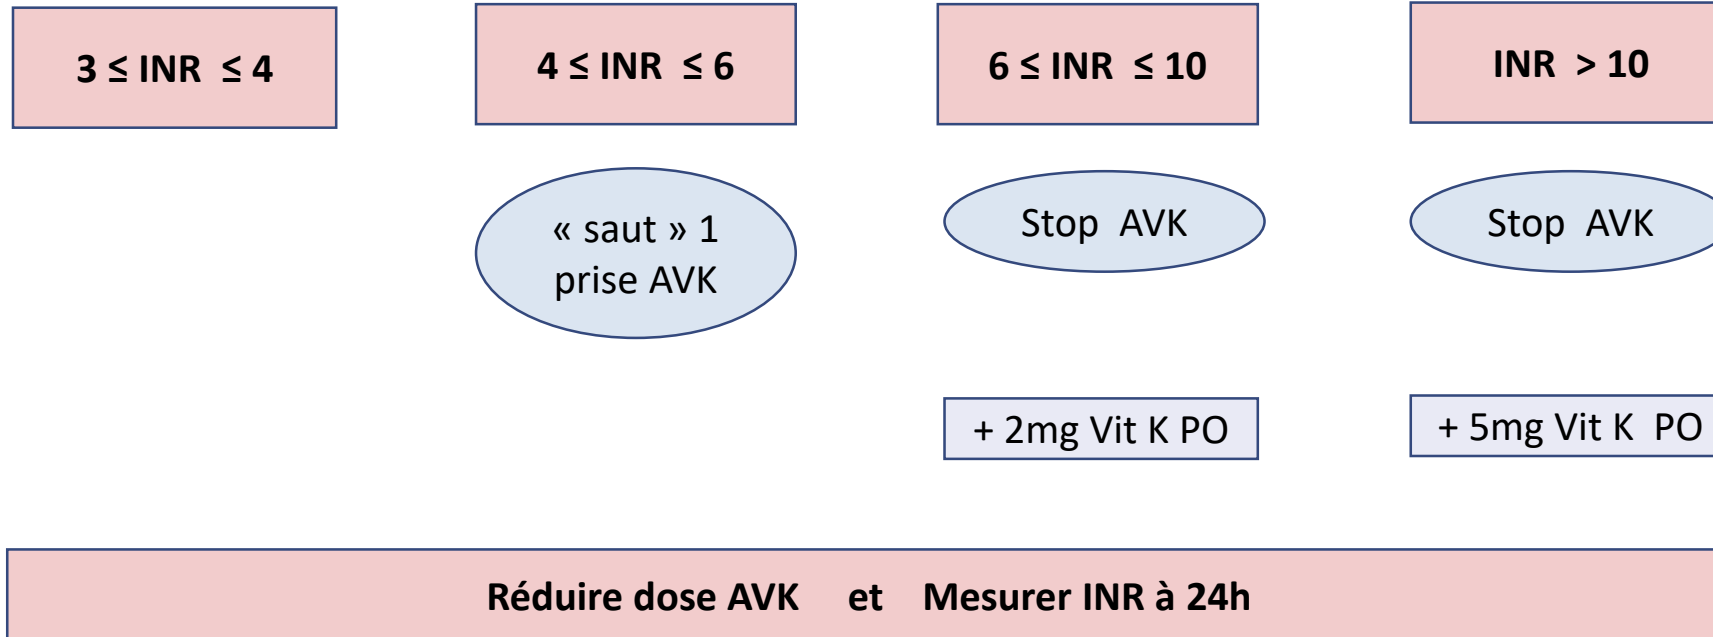 3 ≤ INR ≤ 4
4 ≤ INR ≤ 6
6 ≤ INR ≤ 10
INR > 10
« saut » 1
prise AVK
Stop AVK
Stop AVK
+ 2mg Vit K PO
+ 5mg Vit K PO
Réduire dose AVK et Mesurer INR à 24h